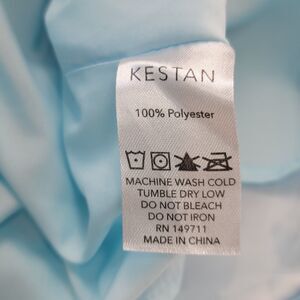 KESTAN
100% Polyester
MACHINE WASH COLD
TUMBLE DRY LOW
DO NOT BLEACH
DO NOT IRON
RN 149711
MADE IN CHINA